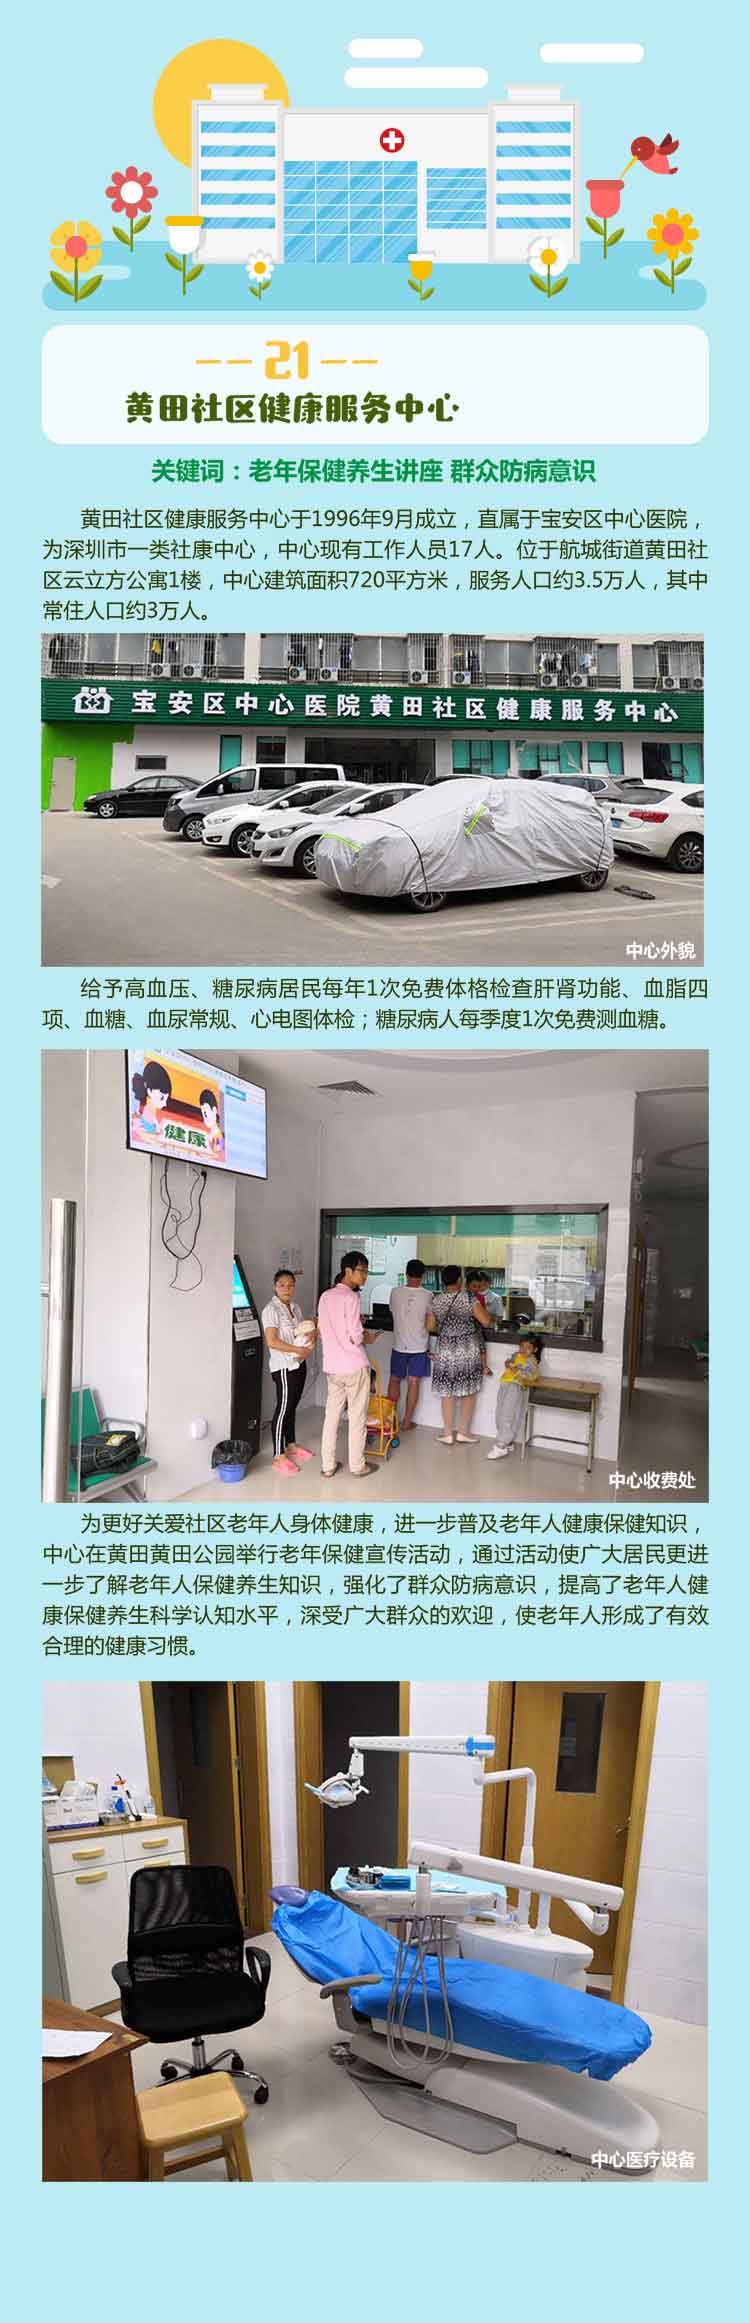 --21--
黄田社区健康服务中心
关键词：老年保健养生讲座 群众防病意识
黄田社区健康服务中心于1996年9月成立，直属于宝安区中心医院，
为深圳市一类社康中心，中心现有工作人员17人。位于航城街道黄田社
区云立方公寓1楼，中心建筑面积720平方米，服务人口约3.5万人，其中
常住人口约3万人。
宝安区中心医院黄田社区健康服务中心
中心外貌
给予高血压、糖尿病居民每年1次免费体格检查肝肾功能、血脂四
项、血糖、血尿常规、心电图体检；糖尿病人每季度1次免费测血糖。
健康
中心收费处
为更好关爱社区老年人身体健康，进一步普及老年人健康保健知识，
中心在黄田黄田公园举行老年保健宣传活动，通过活动使广大居民更进
一步了解老年人保健养生知识，强化了群众防病意识，提高了老年人健
康保健养生科学认知水平，深受广大群众的欢迎，使老年人形成了有效
合理的健康习惯。
中心医疗设备